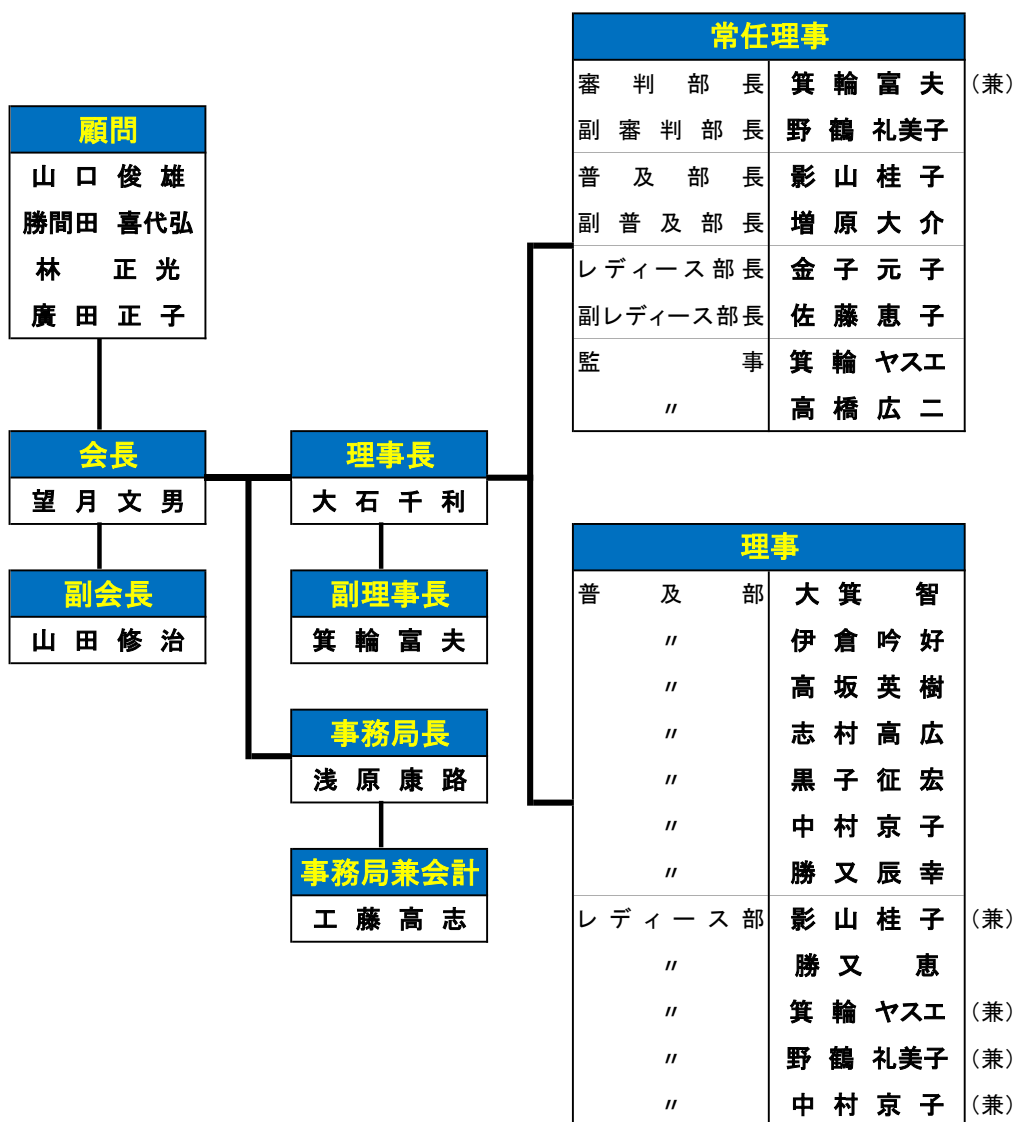 顧問
山口俊雄
勝間田 喜代弘
林 正光
廣田正子
会長
望月文男
副会長
山田修治
理事長
大石千利
副理事長
箕輪富夫
事務局長
浅原康路
事務局兼会計
工藤高志
常任理事
審判部長 箕輪富夫 （兼）
副審判部長 野鶴 礼美子
普及部長 影山桂子
副普及部長 増原大介
レディース部長 金子元子
副レディース部長 佐藤恵子
監事 箕輪 ヤスエ
〃 高橋広二
理事
普及部 大箕 智
〃 伊倉吟好
〃 高坂英樹
〃 志村高広
〃 黒子征宏
〃 中村京子
〃 勝又辰幸
レディース部 影山桂子 （兼）
〃 勝又 恵
〃 箕輪 ヤスエ （兼）
〃 野鶴 礼美子 （兼）
〃 中村京子 （兼）